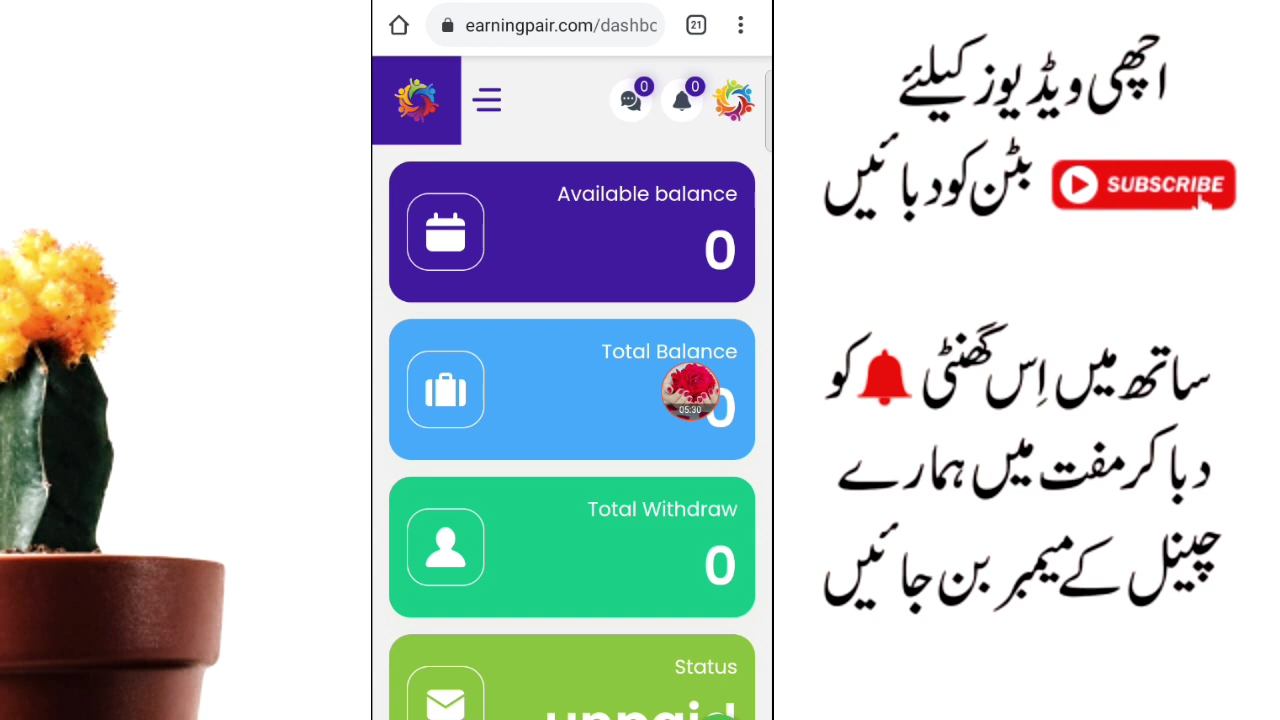 21
earningpair.com/dashbo
0
0
Available balance
0
Total Balance
0
05:30
Total Withdraw
0
Status
unpaid
اچھی ویڈیوز کیلئے
SUBSCRIBE بٹن کو دبائیں
ساتھ میں اِس گھنٹی کو
دبا کر مفت میں ہمارے
چینل کے میمبر بن جائیں